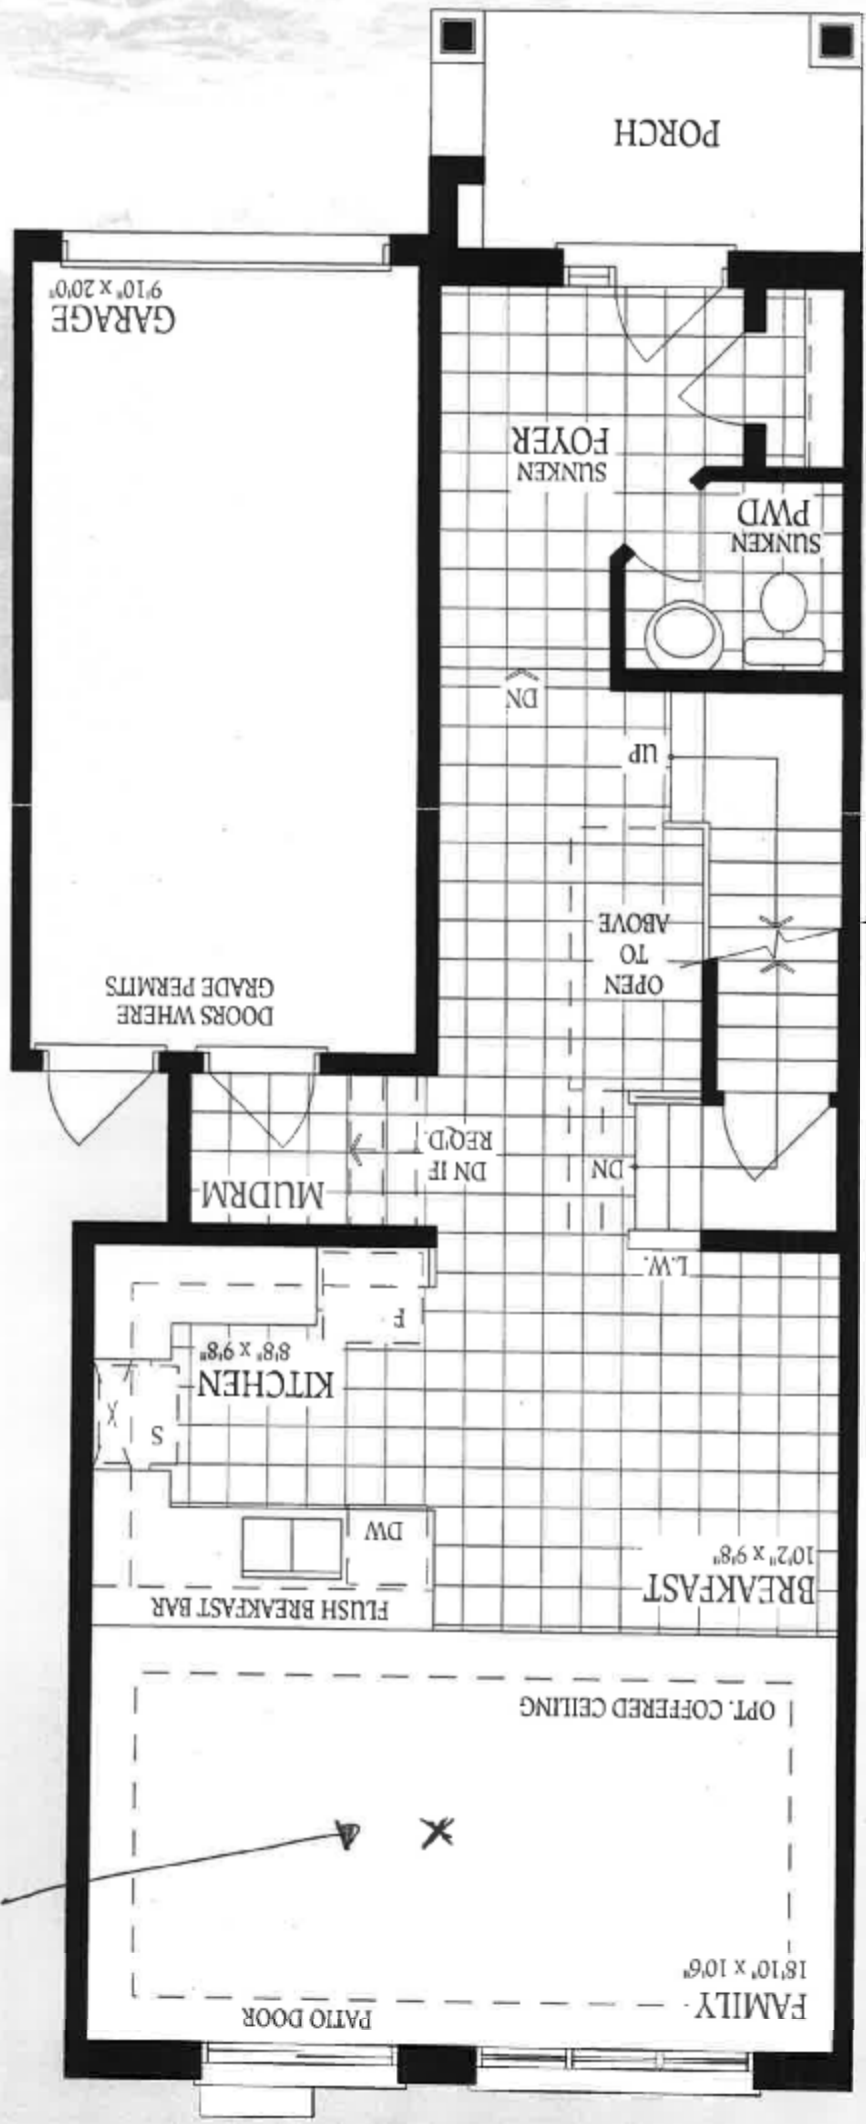 FAMILY
18'10" x 10'6"
PATIO DOOR
OPT. COFFERED CEILING
FLUSH BREAKFAST BAR
BREAKFAST
10'2" x 9'8"
DW
S
KITCHEN
8'8" x 9'8"
F
L.W.
MUDRM
DN IF
REQ'D.
DN
DOORS WHERE
GRADE PERMITS
OPEN
TO
ABOVE
UP
DN
SUNKEN
PWD
SUNKEN
FOYER
GARAGE
9'10" x 20'0"
PORCH